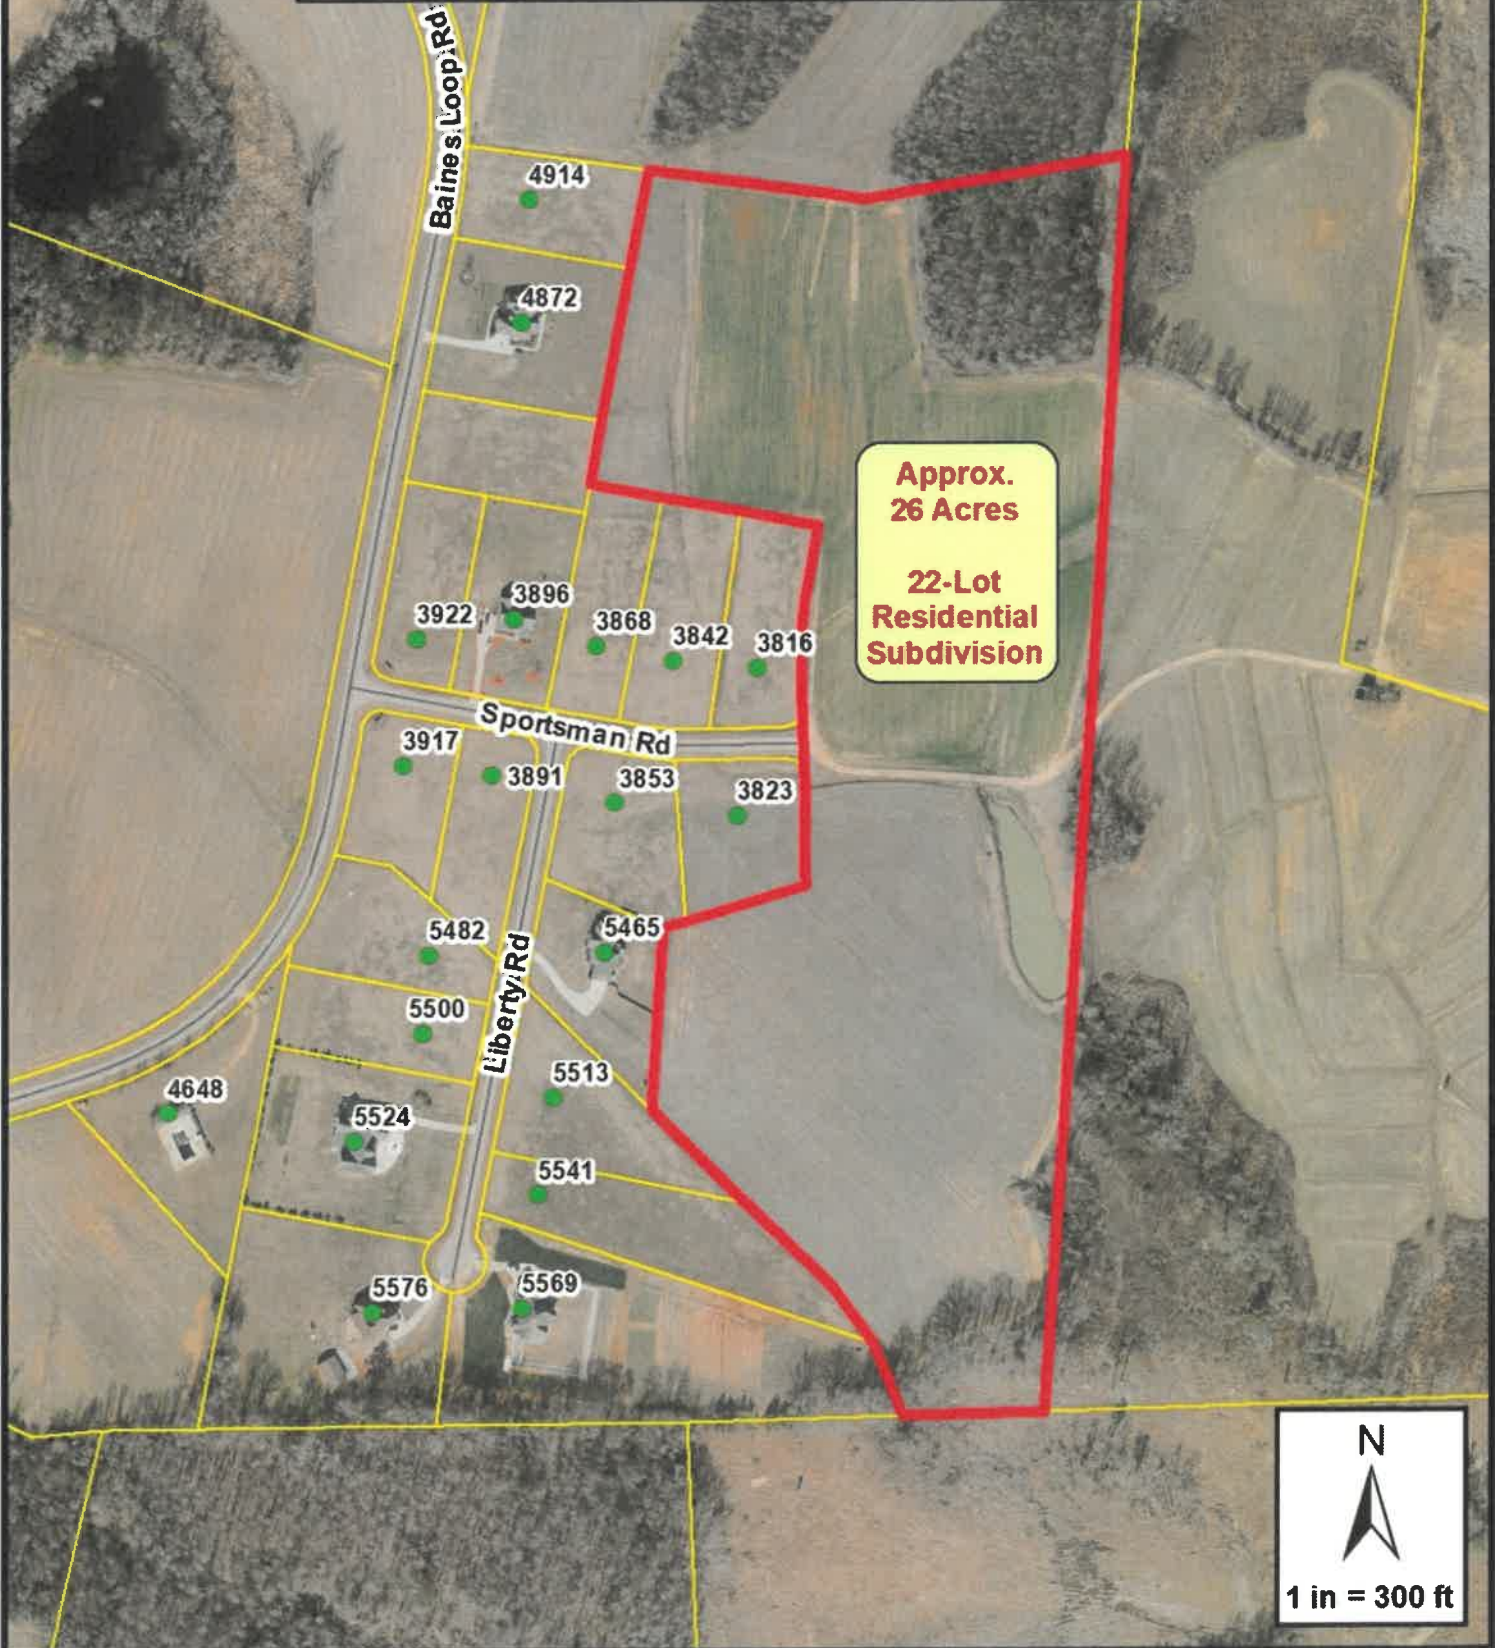 Baines Loop Rd
4914
4872
Approx.
26 Acres
22-Lot
Residential
Subdivision
3896
3922
3868
3842
3816
Sportsman Rd
3917
3891
3853
3823
5482
5465
Liberty Rd
5500
5513
4648
5524
5541
5576
5569
N
1 in = 300 ft